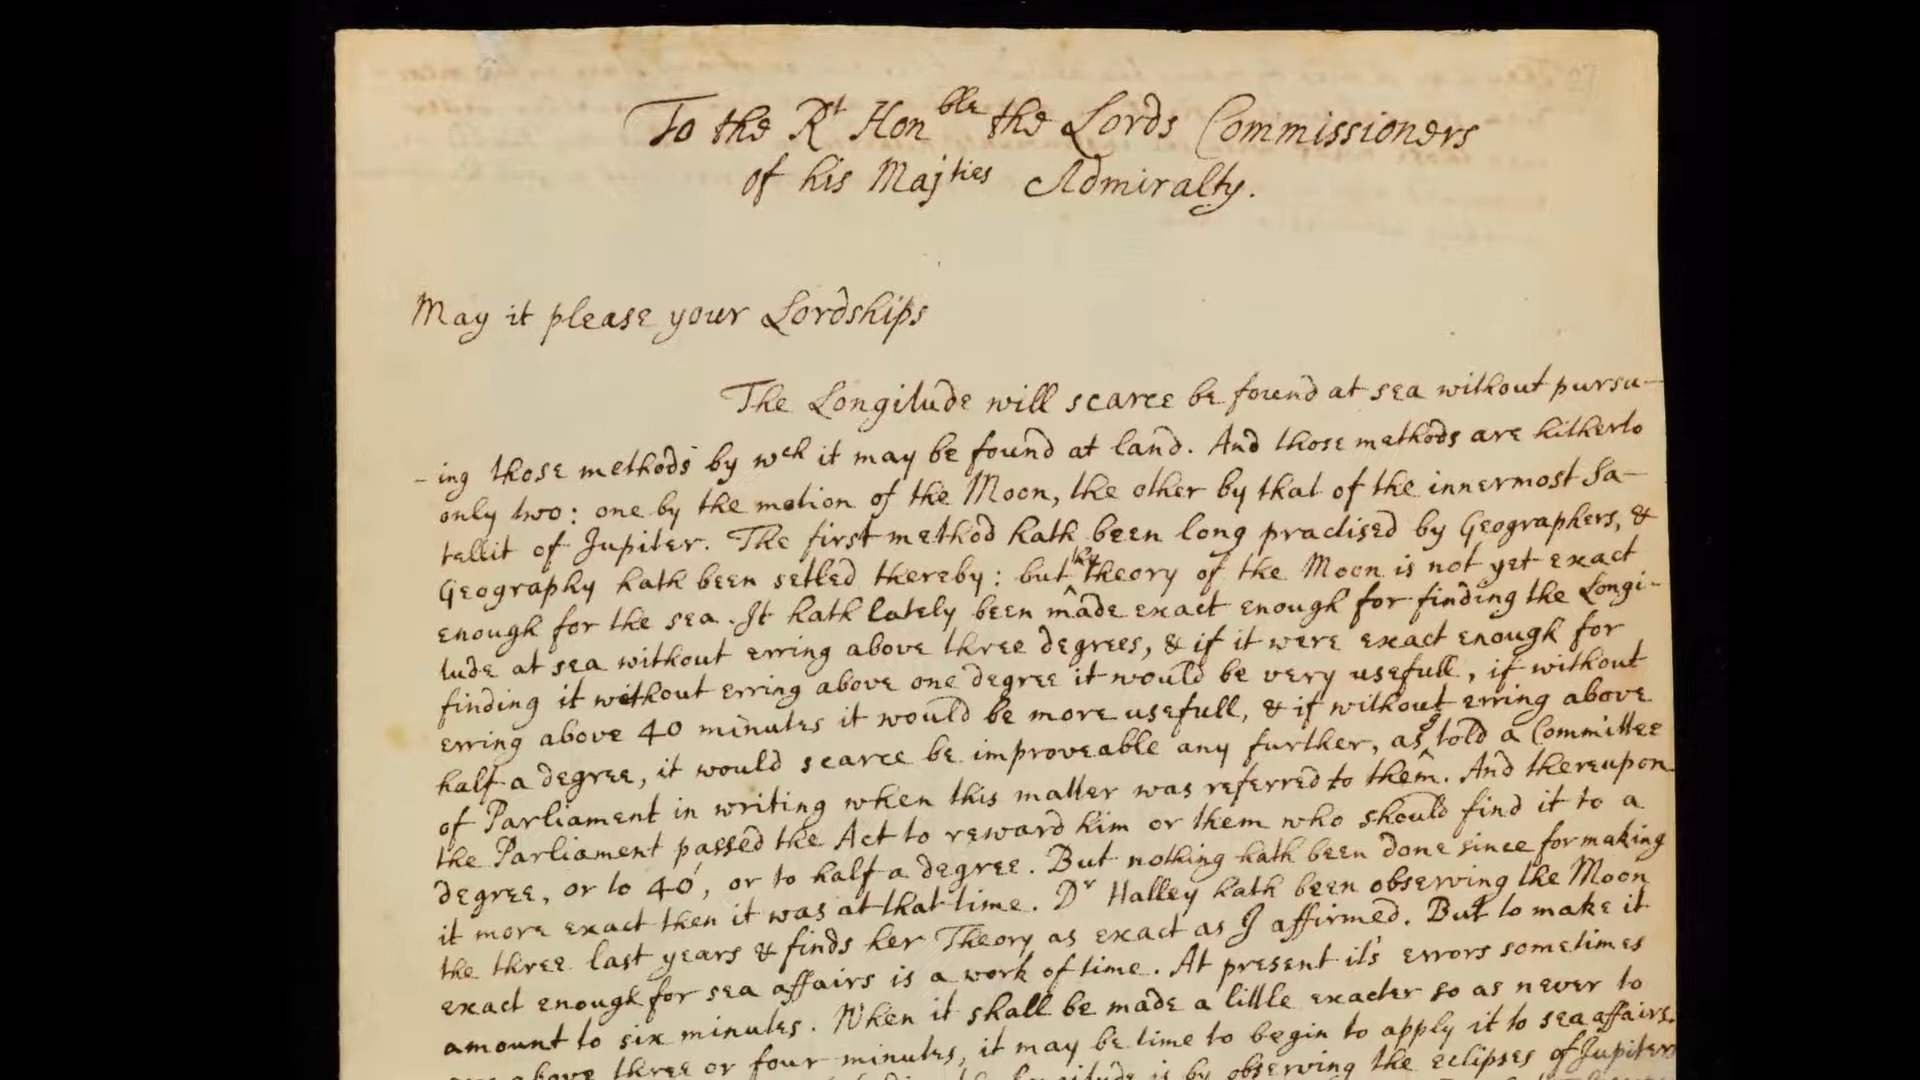 To the Rt Honble the Lords Commissioners
of his Majties Admiralty.
May it please your Lordships
The Longitude will scarce be found at sea without pursu-
-ing those methods by wch it may be found at land. And those methods are hitherto
only two: one by the motion of the Moon, the other by that of the innermost Sa-
tellit of Jupiter. The first method hath been long practised by Geographers, &
Geography hath been setled thereby: but the theory of the Moon is not yet exact
enough for the sea. It hath lately been made exact enough for finding the Longi-
tude at sea without erring above three degrees, & if it were exact enough for
finding it without erring above one degree it would be very usefull, if without
erring above 40 minutes it would be more usefull, & if without erring above
half a degree, it would scarce be improveable any further, as I told a Committee
of Parliament in writing when this matter was referred to them. And thereupon
the Parliament passed the Act to reward him or them who should find it to a
degree, or to 40', or to half a degree. But nothing hath been done since for making
it more exact then it was at that time. Dr Halley hath been observing the Moon
the three last years & finds her Theory as exact as I affirmed. But to make it
exact enough for sea affairs is a work of time. At present it's errors sometimes
amount to six minutes. When it shall be made a little exacter so as never to
above three or four minutes, it may be time to begin to apply it to sea affairs.
is by observing the eclipses of Jupiters